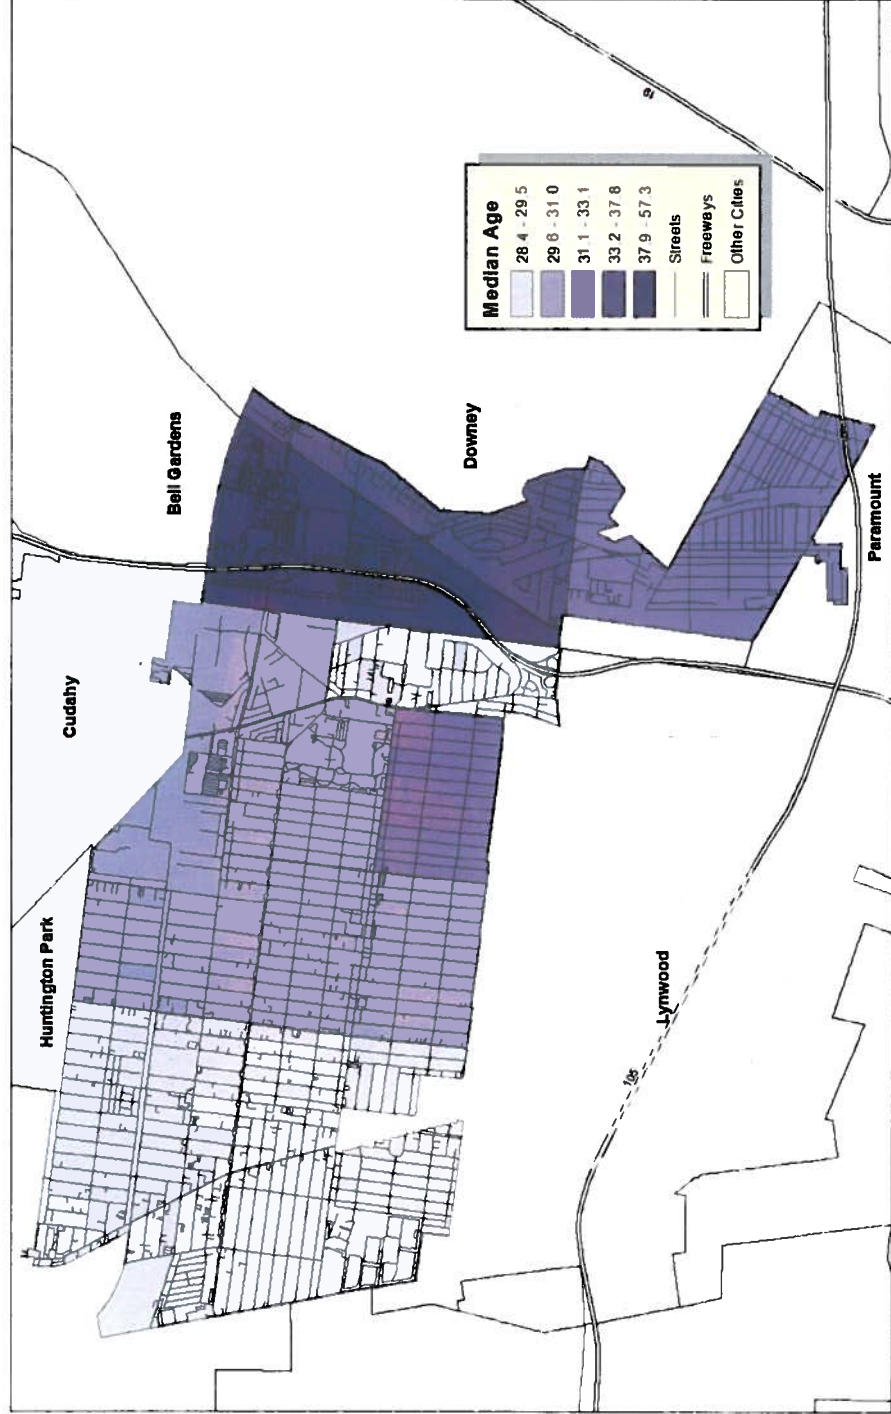 Huntington Park
Cudahy
Bell Gardens
Downey
Paramount
Lynwood
105
Median Age
28.4 - 29.5
29.6 - 31.0
31.1 - 33.1
33.2 - 37.8
37.9 - 57.3
Streets
Freeways
Other Cities